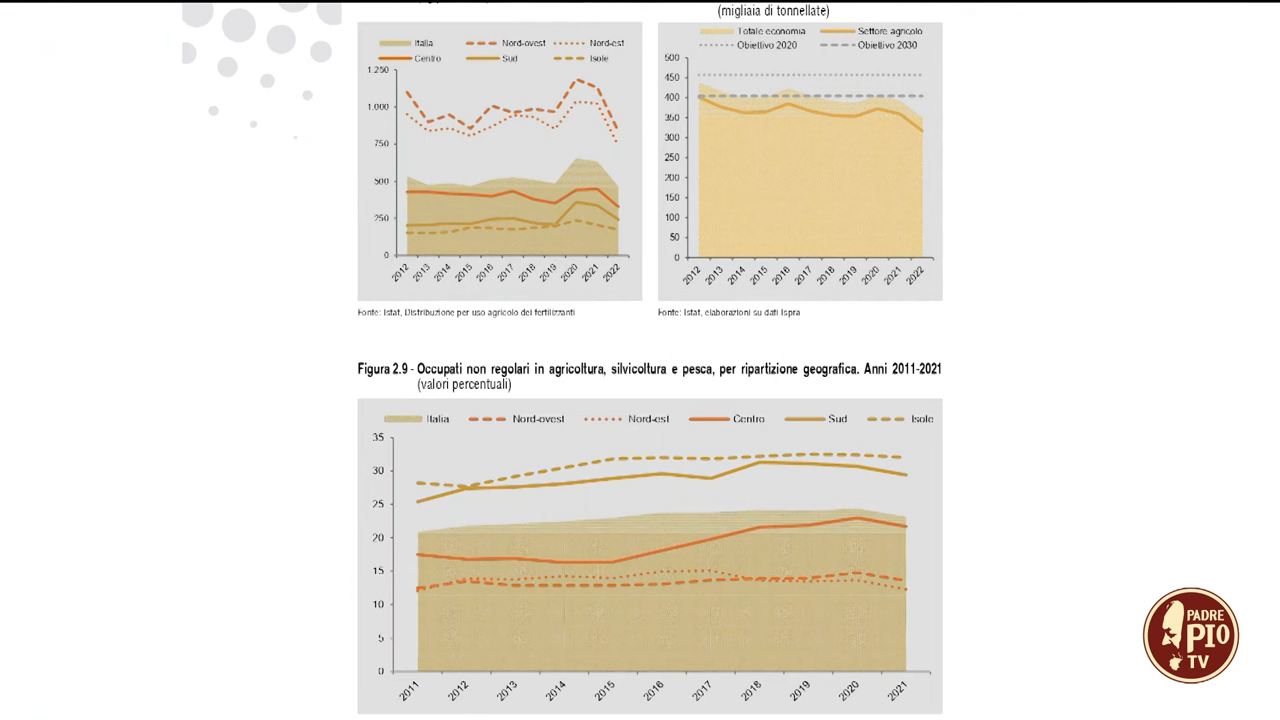 (migliaia di tonnellate)
Italia Nord-ovest Nord-est
Centro Sud Isole
1.250
1.000
750
500
250
0
2012 2013 2014 2015 2016 2017 2018 2019 2020 2021 2022
Fonte: Istat, Distribuzione per uso agricolo dei fertilizzanti
Totale economia Settore agricolo
Obiettivo 2020 Obiettivo 2030
500
450
400
350
300
250
200
150
100
50
0
2012 2013 2014 2015 2016 2017 2018 2019 2020 2021 2022
Fonte: Istat, elaborazioni su dati Ispra
Figura 2.9 - Occupati non regolari in agricoltura, silvicoltura e pesca, per ripartizione geografica. Anni 2011-2021
(valori percentuali)
Italia Nord-ovest Nord-est Centro Sud Isole
35
30
25
20
15
10
5
0
2011 2012 2013 2014 2015 2016 2017 2018 2019 2020 2021
PADRE
PIO
TV